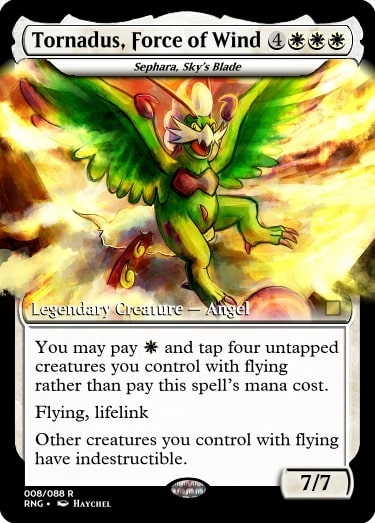 Tornadus, Force of Wind 4
Sephara, Sky's Blade
Legendary Creature — Angel
You may pay and tap four untapped
creatures you control with flying
rather than pay this spell's mana cost.
Flying, lifelink
Other creatures you control with flying
have indestructible.
7/7
008/088 R
RNG • Haychel